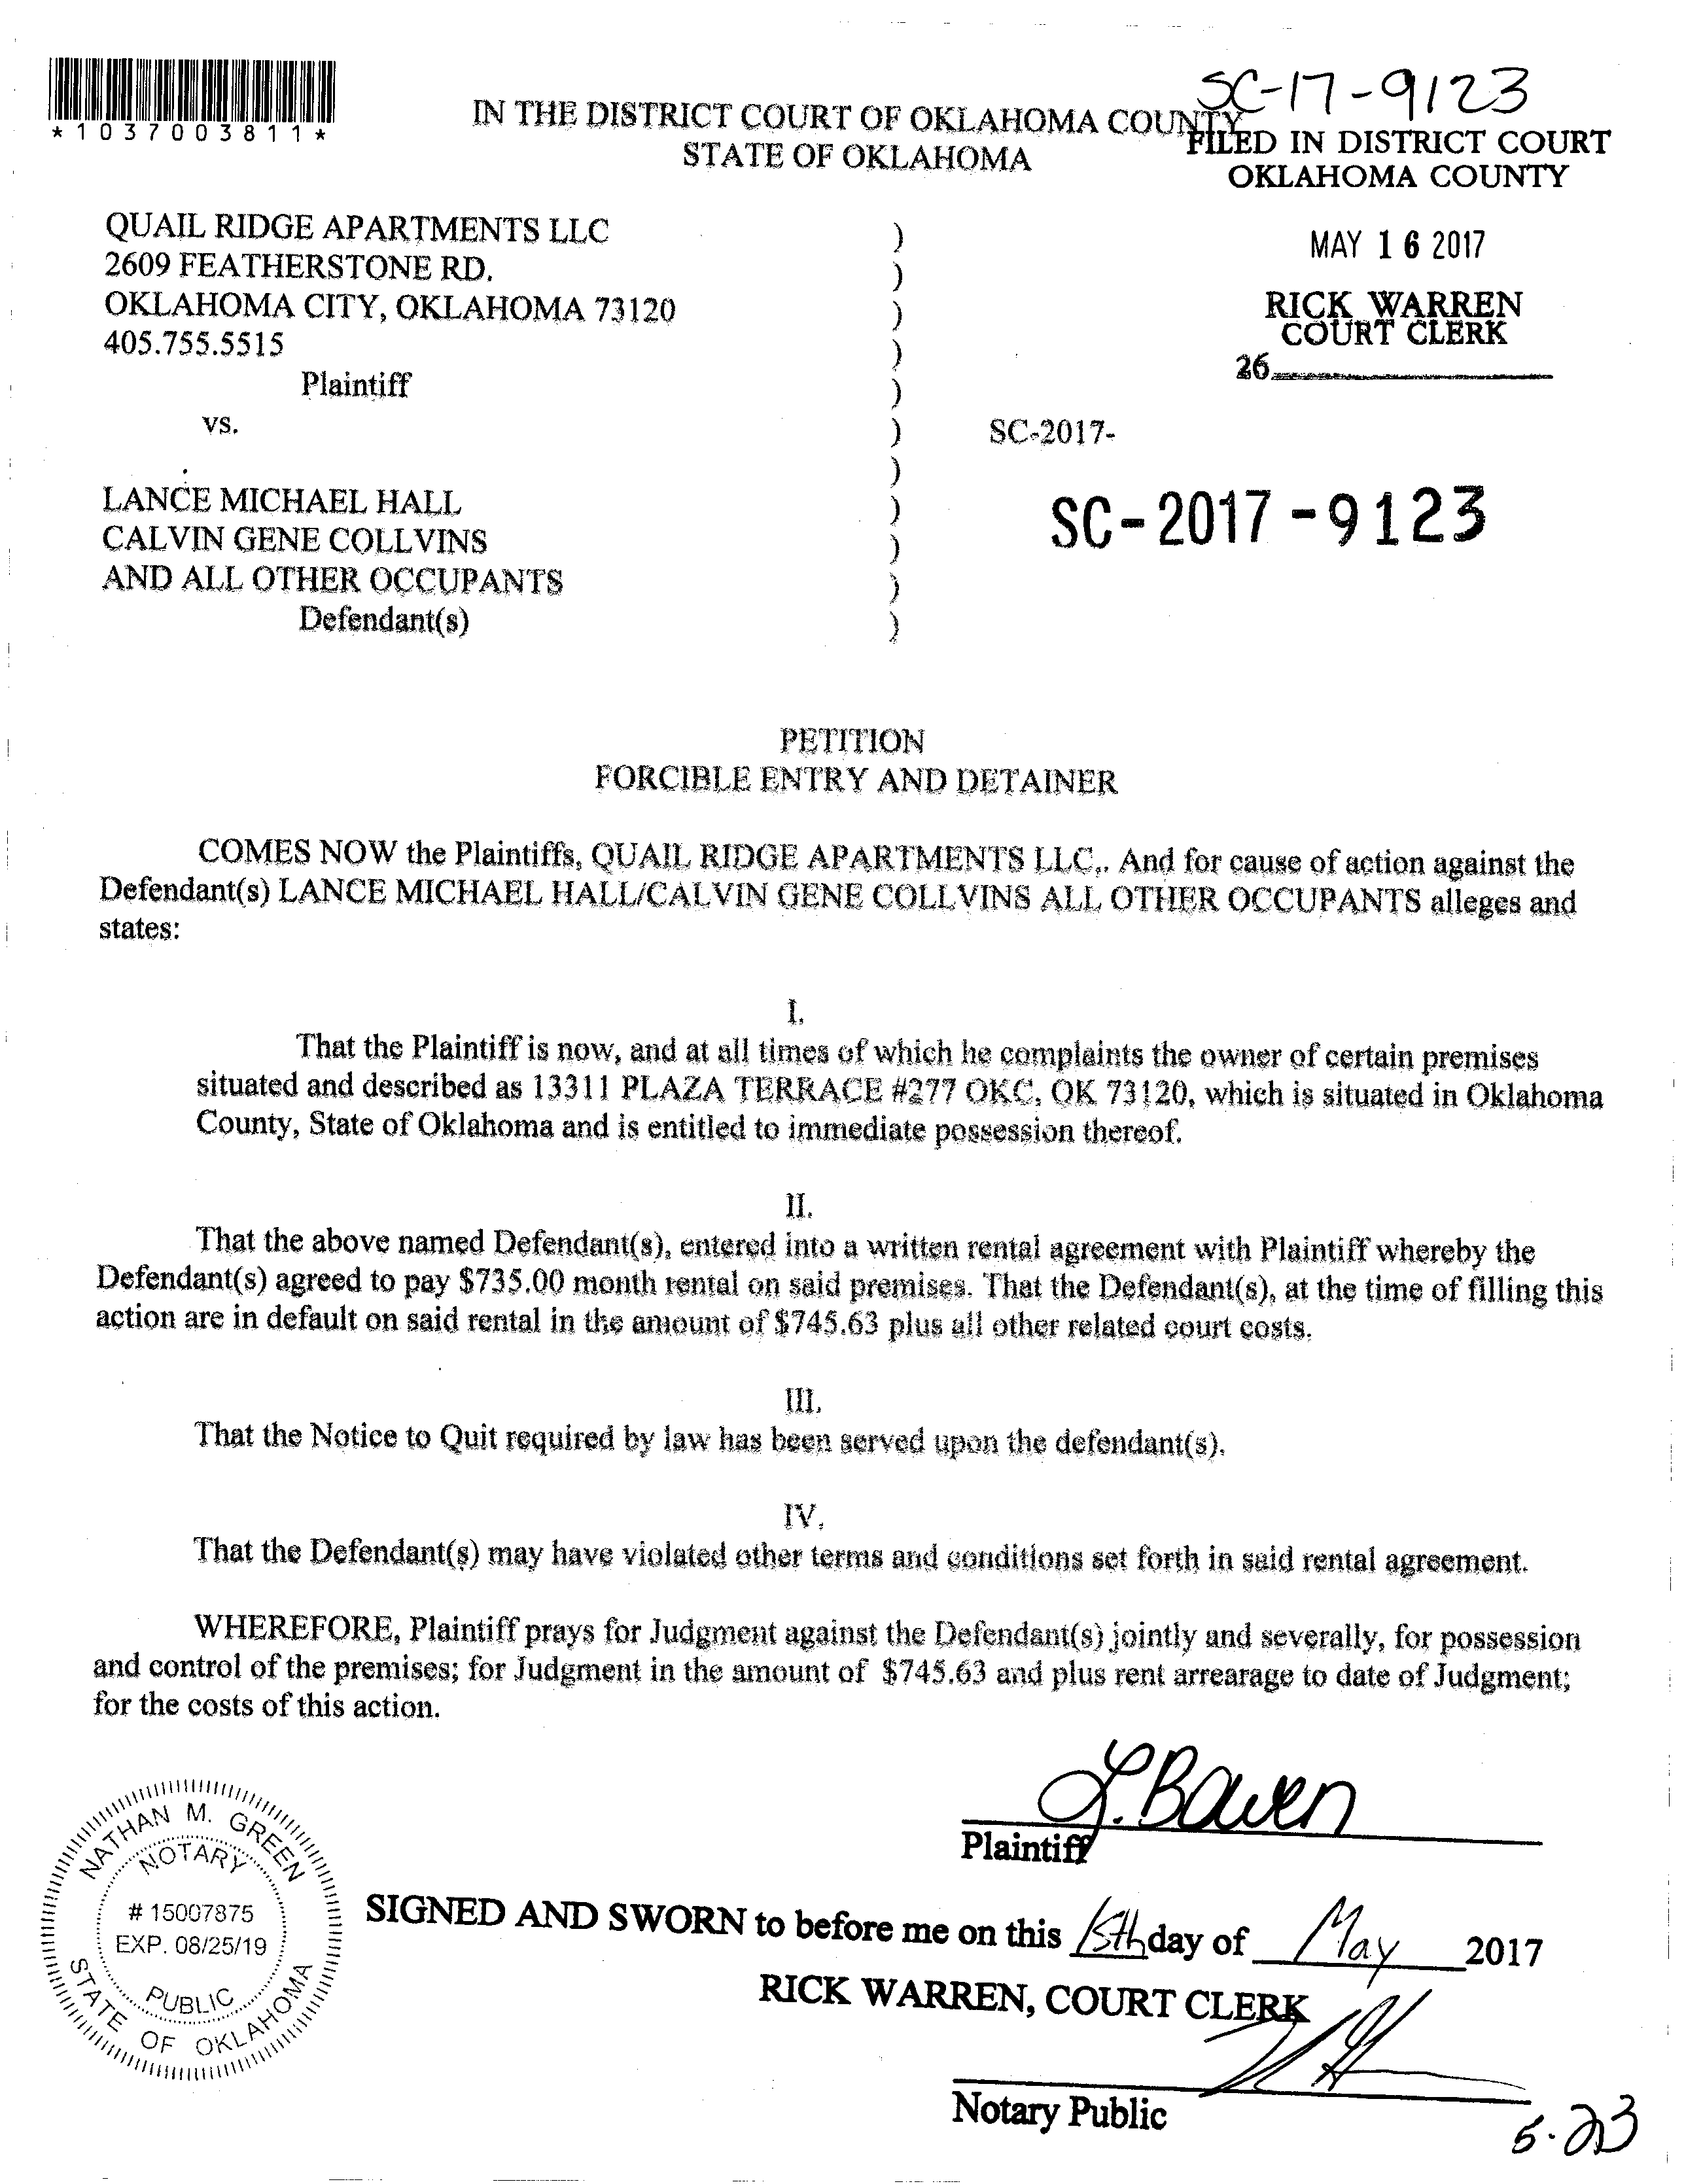 SC-17-9123
*1037003811*
IN THE DISTRICT COURT OF OKLAHOMA COUNTY
STATE OF OKLAHOMA
FILED IN DISTRICT COURT
OKLAHOMA COUNTY
MAY 16 2017
RICK WARREN
COURT CLERK
26
QUAIL RIDGE APARTMENTS LLC )
2609 FEATHERSTONE RD. )
OKLAHOMA CITY, OKLAHOMA 73120 )
405.755.5515 )
Plaintiff )
vs. ) SC-2017-
)
LANCE MICHAEL HALL ) SC-2017-9123
CALVIN GENE COLLVINS )
AND ALL OTHER OCCUPANTS )
Defendant(s) )
PETITION
FORCIBLE ENTRY AND DETAINER
COMES NOW the Plaintiffs, QUAIL RIDGE APARTMENTS LLC,. And for cause of action against the
Defendant(s) LANCE MICHAEL HALL/CALVIN GENE COLLVINS ALL OTHER OCCUPANTS alleges and
states:
I.
That the Plaintiff is now, and at all times of which he complaints the owner of certain premises
situated and described as 13311 PLAZA TERRACE #277 OKC, OK 73120, which is situated in Oklahoma
County, State of Oklahoma and is entitled to immediate possession thereof.
II.
That the above named Defendant(s), entered into a written rental agreement with Plaintiff whereby the
Defendant(s) agreed to pay $735.00 month rental on said premises. That the Defendant(s), at the time of filling this
action are in default on said rental in the amount of $745.63 plus all other related court costs.
III.
That the Notice to Quit required by law has been served upon the defendant(s).
IV.
That the Defendant(s) may have violated other terms and conditions set forth in said rental agreement.
WHEREFORE, Plaintiff prays for Judgment against the Defendant(s) jointly and severally, for possession
and control of the premises; for Judgment in the amount of $745.63 and plus rent arrearage to date of Judgment;
for the costs of this action.
L. Bowen
Plaintiff
NATHAN M. GREEN
NOTARY
# 15007875
EXP. 08/25/19
PUBLIC
STATE OF OKLAHOMA
SIGNED AND SWORN to before me on this 15th day of May 2017
RICK WARREN, COURT CLERK
Notary Public
5-23